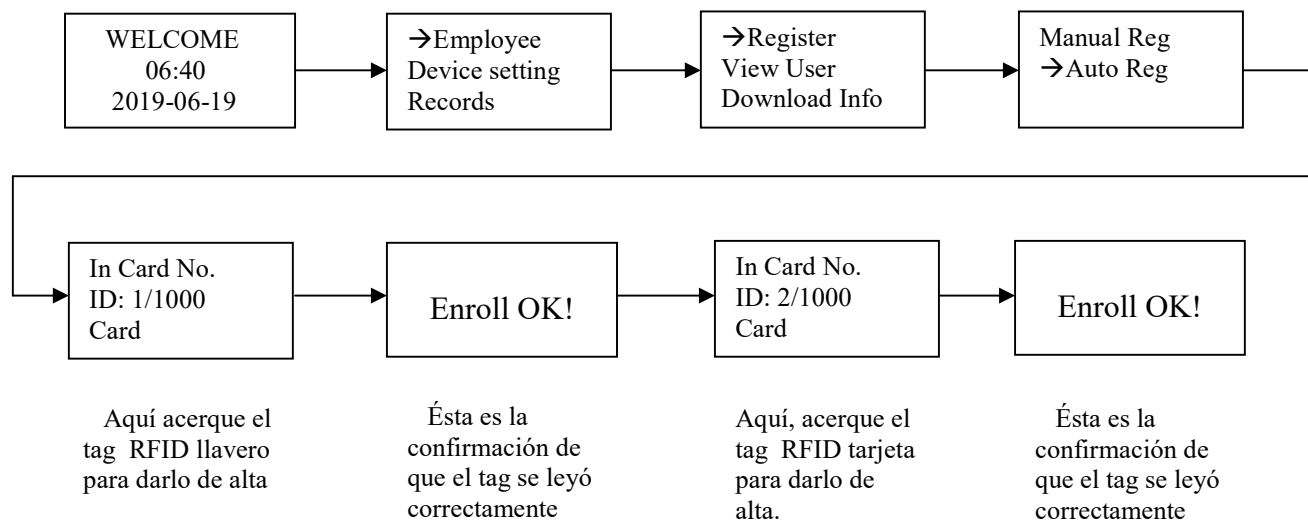 WELCOME
06:40
2019-06-19
→Employee
Device setting
Records
→Register
View User
Download Info
Manual Reg
→Auto Reg
In Card No.
ID: 1/1000
Card
Enroll OK!
In Card No.
ID: 2/1000
Card
Enroll OK!
Aquí acerque el
tag RFID llavero
para darlo de alta
Ésta es la
confirmación de
que el tag se leyó
correctamente
Aquí, acerque el
tag RFID tarjeta
para darlo de
alta.
Ésta es la
confirmación de
que el tag se leyó
correctamente